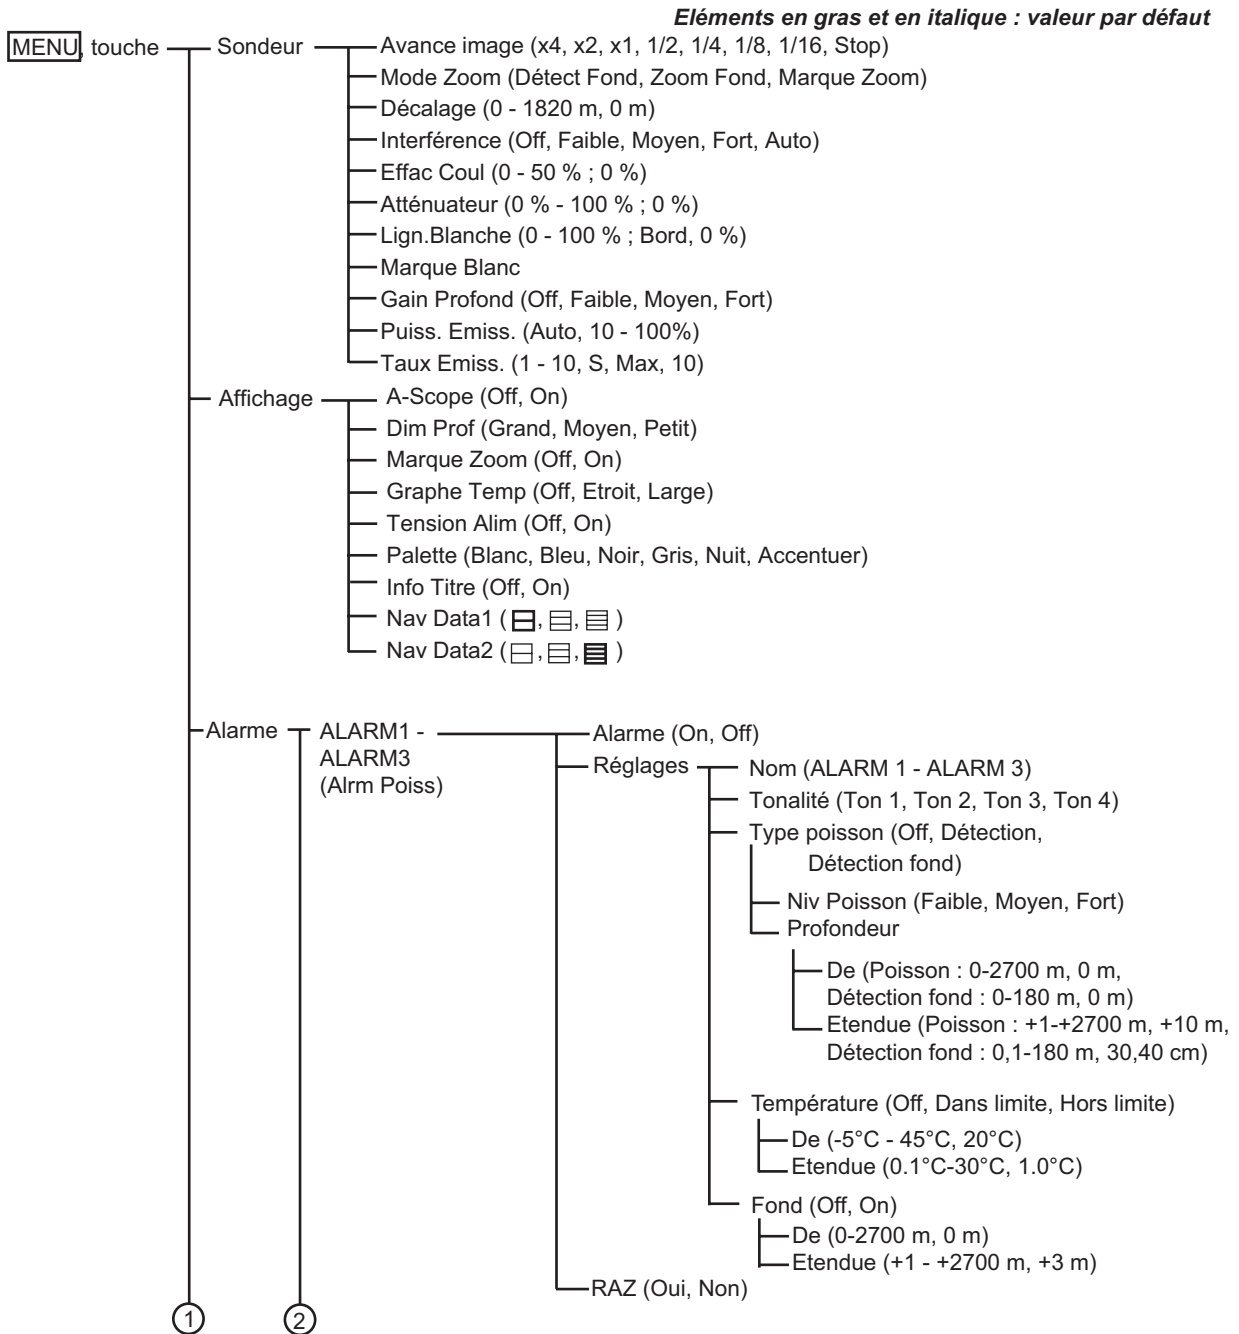 Eléments en gras et en italique : valeur par défaut
MENU, touche
Sondeur
Avance image (x4, x2, x1, 1/2, 1/4, 1/8, 1/16, Stop)
Mode Zoom (Détect Fond, Zoom Fond, Marque Zoom)
Décalage (0 - 1820 m, 0 m)
Interférence (Off, Faible, Moyen, Fort, Auto)
Effac Coul (0 - 50 % ; 0 %)
Atténuateur (0 % - 100 % ; 0 %)
Lign.Blanche (0 - 100 % ; Bord, 0 %)
Marque Blanc
Gain Profond (Off, Faible, Moyen, Fort)
Puiss. Emiss. (Auto, 10 - 100%)
Taux Emiss. (1 - 10, S, Max, 10)
Affichage
A-Scope (Off, On)
Dim Prof (Grand, Moyen, Petit)
Marque Zoom (Off, On)
Graphe Temp (Off, Etroit, Large)
Tension Alim (Off, On)
Palette (Blanc, Bleu, Noir, Gris, Nuit, Accentuer)
Info Titre (Off, On)
Nav Data1 ( , , )
Nav Data2 ( , , )
Alarme
ALARM1 -
ALARM3
(Alrm Poiss)
Alarme (On, Off)
Réglages
Nom (ALARM 1 - ALARM 3)
Tonalité (Ton 1, Ton 2, Ton 3, Ton 4)
Type poisson (Off, Détection,
Détection fond)
Niv Poisson (Faible, Moyen, Fort)
Profondeur
De (Poisson : 0-2700 m, 0 m,
Détection fond : 0-180 m, 0 m)
Etendue (Poisson : +1-+2700 m, +10 m,
Détection fond : 0,1-180 m, 30,40 cm)
Température (Off, Dans limite, Hors limite)
De (-5°C - 45°C, 20°C)
Etendue (0.1°C-30°C, 1.0°C)
Fond (Off, On)
De (0-2700 m, 0 m)
Etendue (+1 - +2700 m, +3 m)
RAZ (Oui, Non)
1
2